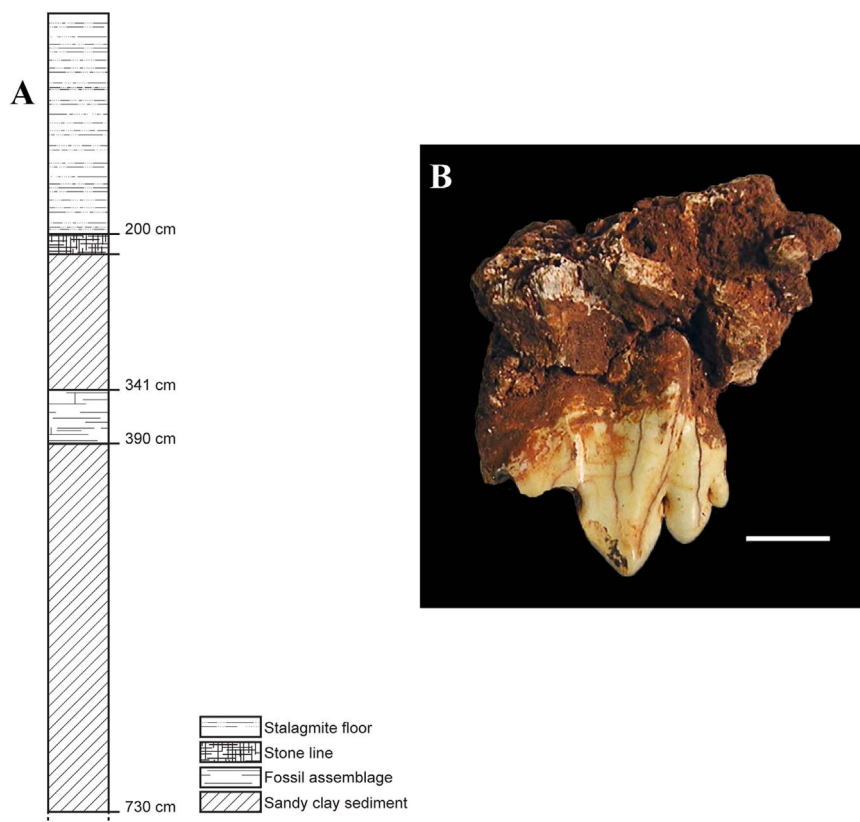 A
200 cm
341 cm
390 cm
730 cm
Stalagmite floor
Stone line
Fossil assemblage
Sandy clay sediment
B